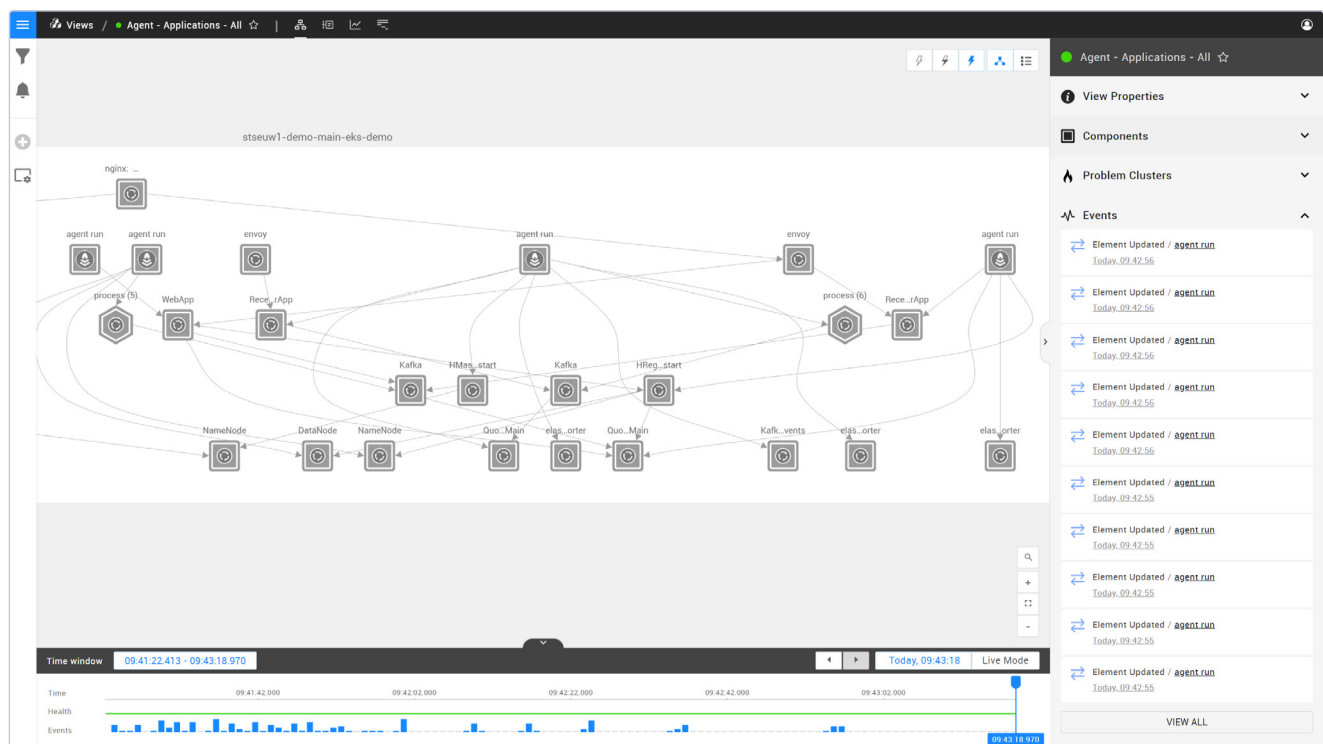 Views / Agent - Applications - All |
Agent - Applications - All
View Properties
Components
Problem Clusters
Events
Element Updated / agent run
Today, 09:42:56
Element Updated / agent run
Today, 09:42:56
Element Updated / agent run
Today, 09:42:56
Element Updated / agent run
Today, 09:42:56
Element Updated / agent run
Today, 09:42:56
Element Updated / agent run
Today, 09:42:55
Element Updated / agent run
Today, 09:42:55
Element Updated / agent run
Today, 09:42:55
Element Updated / agent run
Today, 09:42:55
Element Updated / agent run
Today, 09:42:55
VIEW ALL
stseuw1-demo-main-eks-demo
nginx: ...
agent run agent run envoy agent run envoy agent run
process (5) WebApp Rece...rApp process (6) Rece...rApp
Kafka HMas...start Kafka HReg...start
NameNode DataNode NameNode Quo...Main elas...orter Quo...Main Kafk...vents elas...orter elas...orter
Time window 09:41:22.413 - 09:43:18.970 Today, 09:43:18 Live Mode
Time 09:41:42.000 09:42:02.000 09:42:22.000 09:42:42.000 09:43:02.000
Health
Events
09:43:18.970